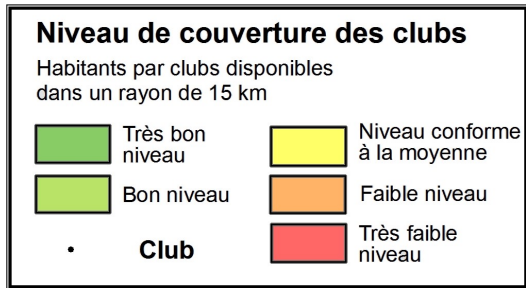 Niveau de couverture des clubs
Habitants par clubs disponibles
dans un rayon de 15 km
Très bon
niveau
Bon niveau
Club
Niveau conforme
à la moyenne
Faible niveau
Très faible
niveau